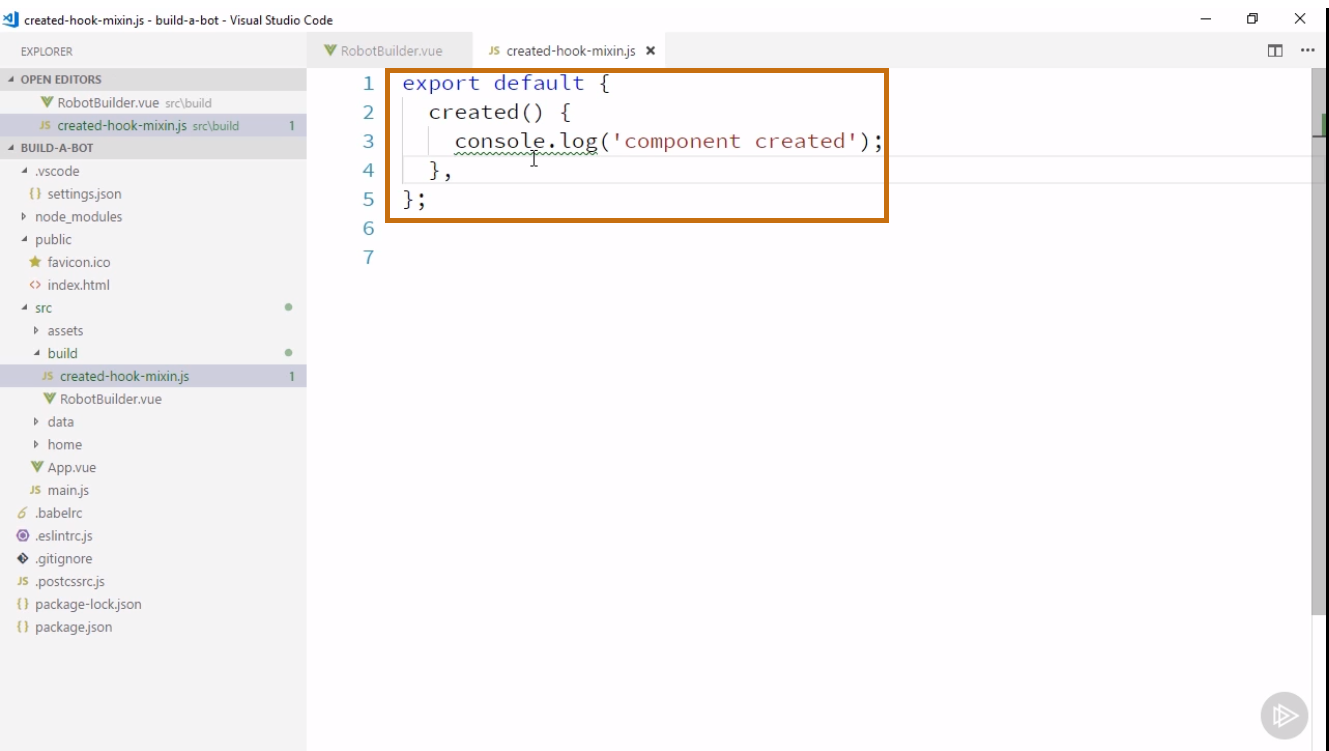 created-hook-mixin.js - build-a-bot - Visual Studio Code
EXPLORER
OPEN EDITORS
RobotBuilder.vue src\build
JS created-hook-mixin.js src\build 1
BUILD-A-BOT
.vscode
{} settings.json
node_modules
public
favicon.ico
<> index.html
src
assets
build
JS created-hook-mixin.js 1
RobotBuilder.vue
data
home
App.vue
JS main.js
.babelrc
.eslintrc.js
.gitignore
JS .postcssrc.js
{} package-lock.json
{} package.json
RobotBuilder.vue
JS created-hook-mixin.js
1 export default {
2 created() {
3 console.log('component created');
4 },
5 };
6
7